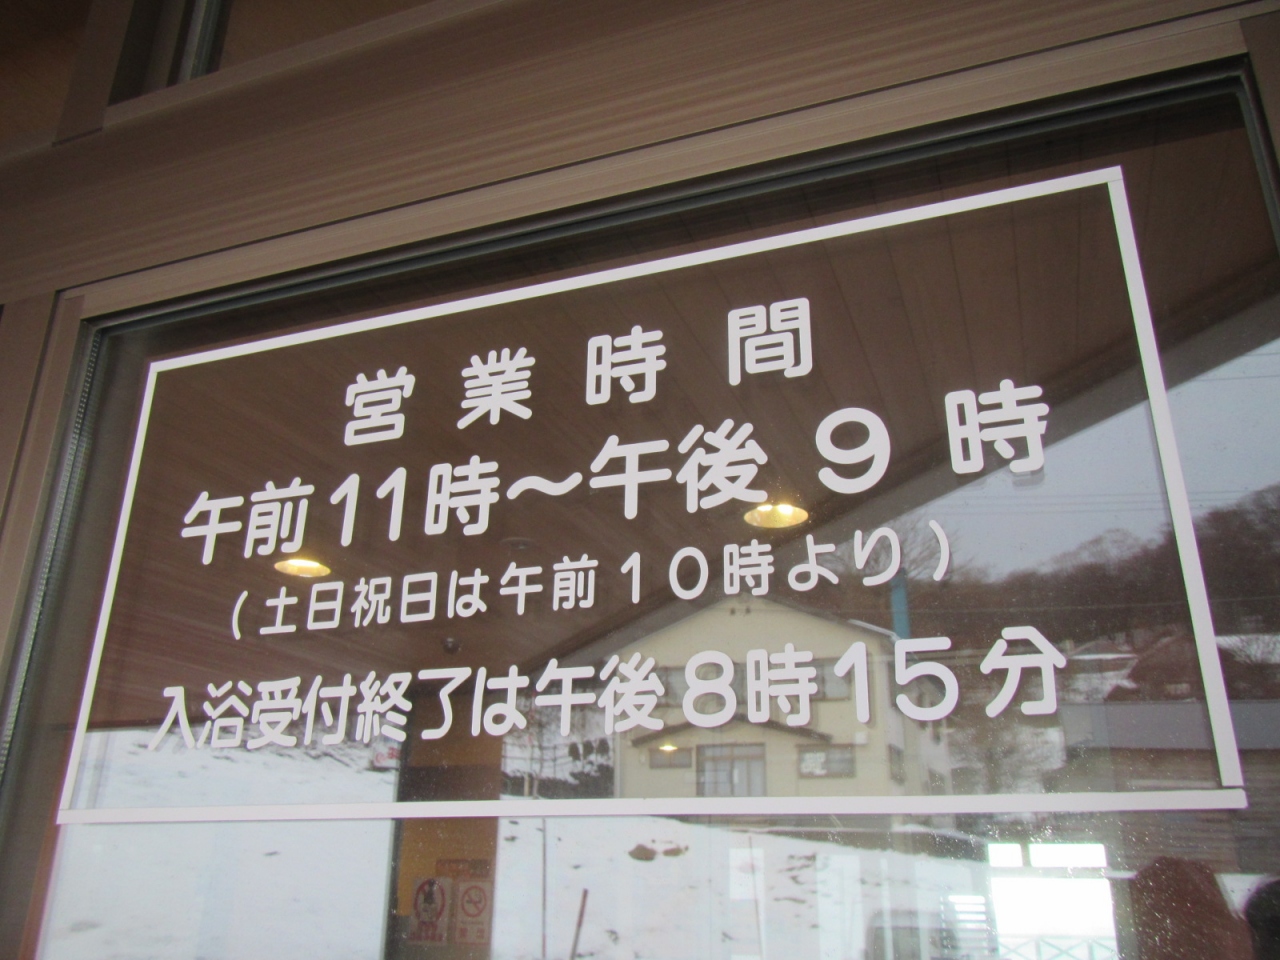 営業時間
午前11時～午後9時
(土日祝日は午前10時より)
入浴受付終了は午後8時15分